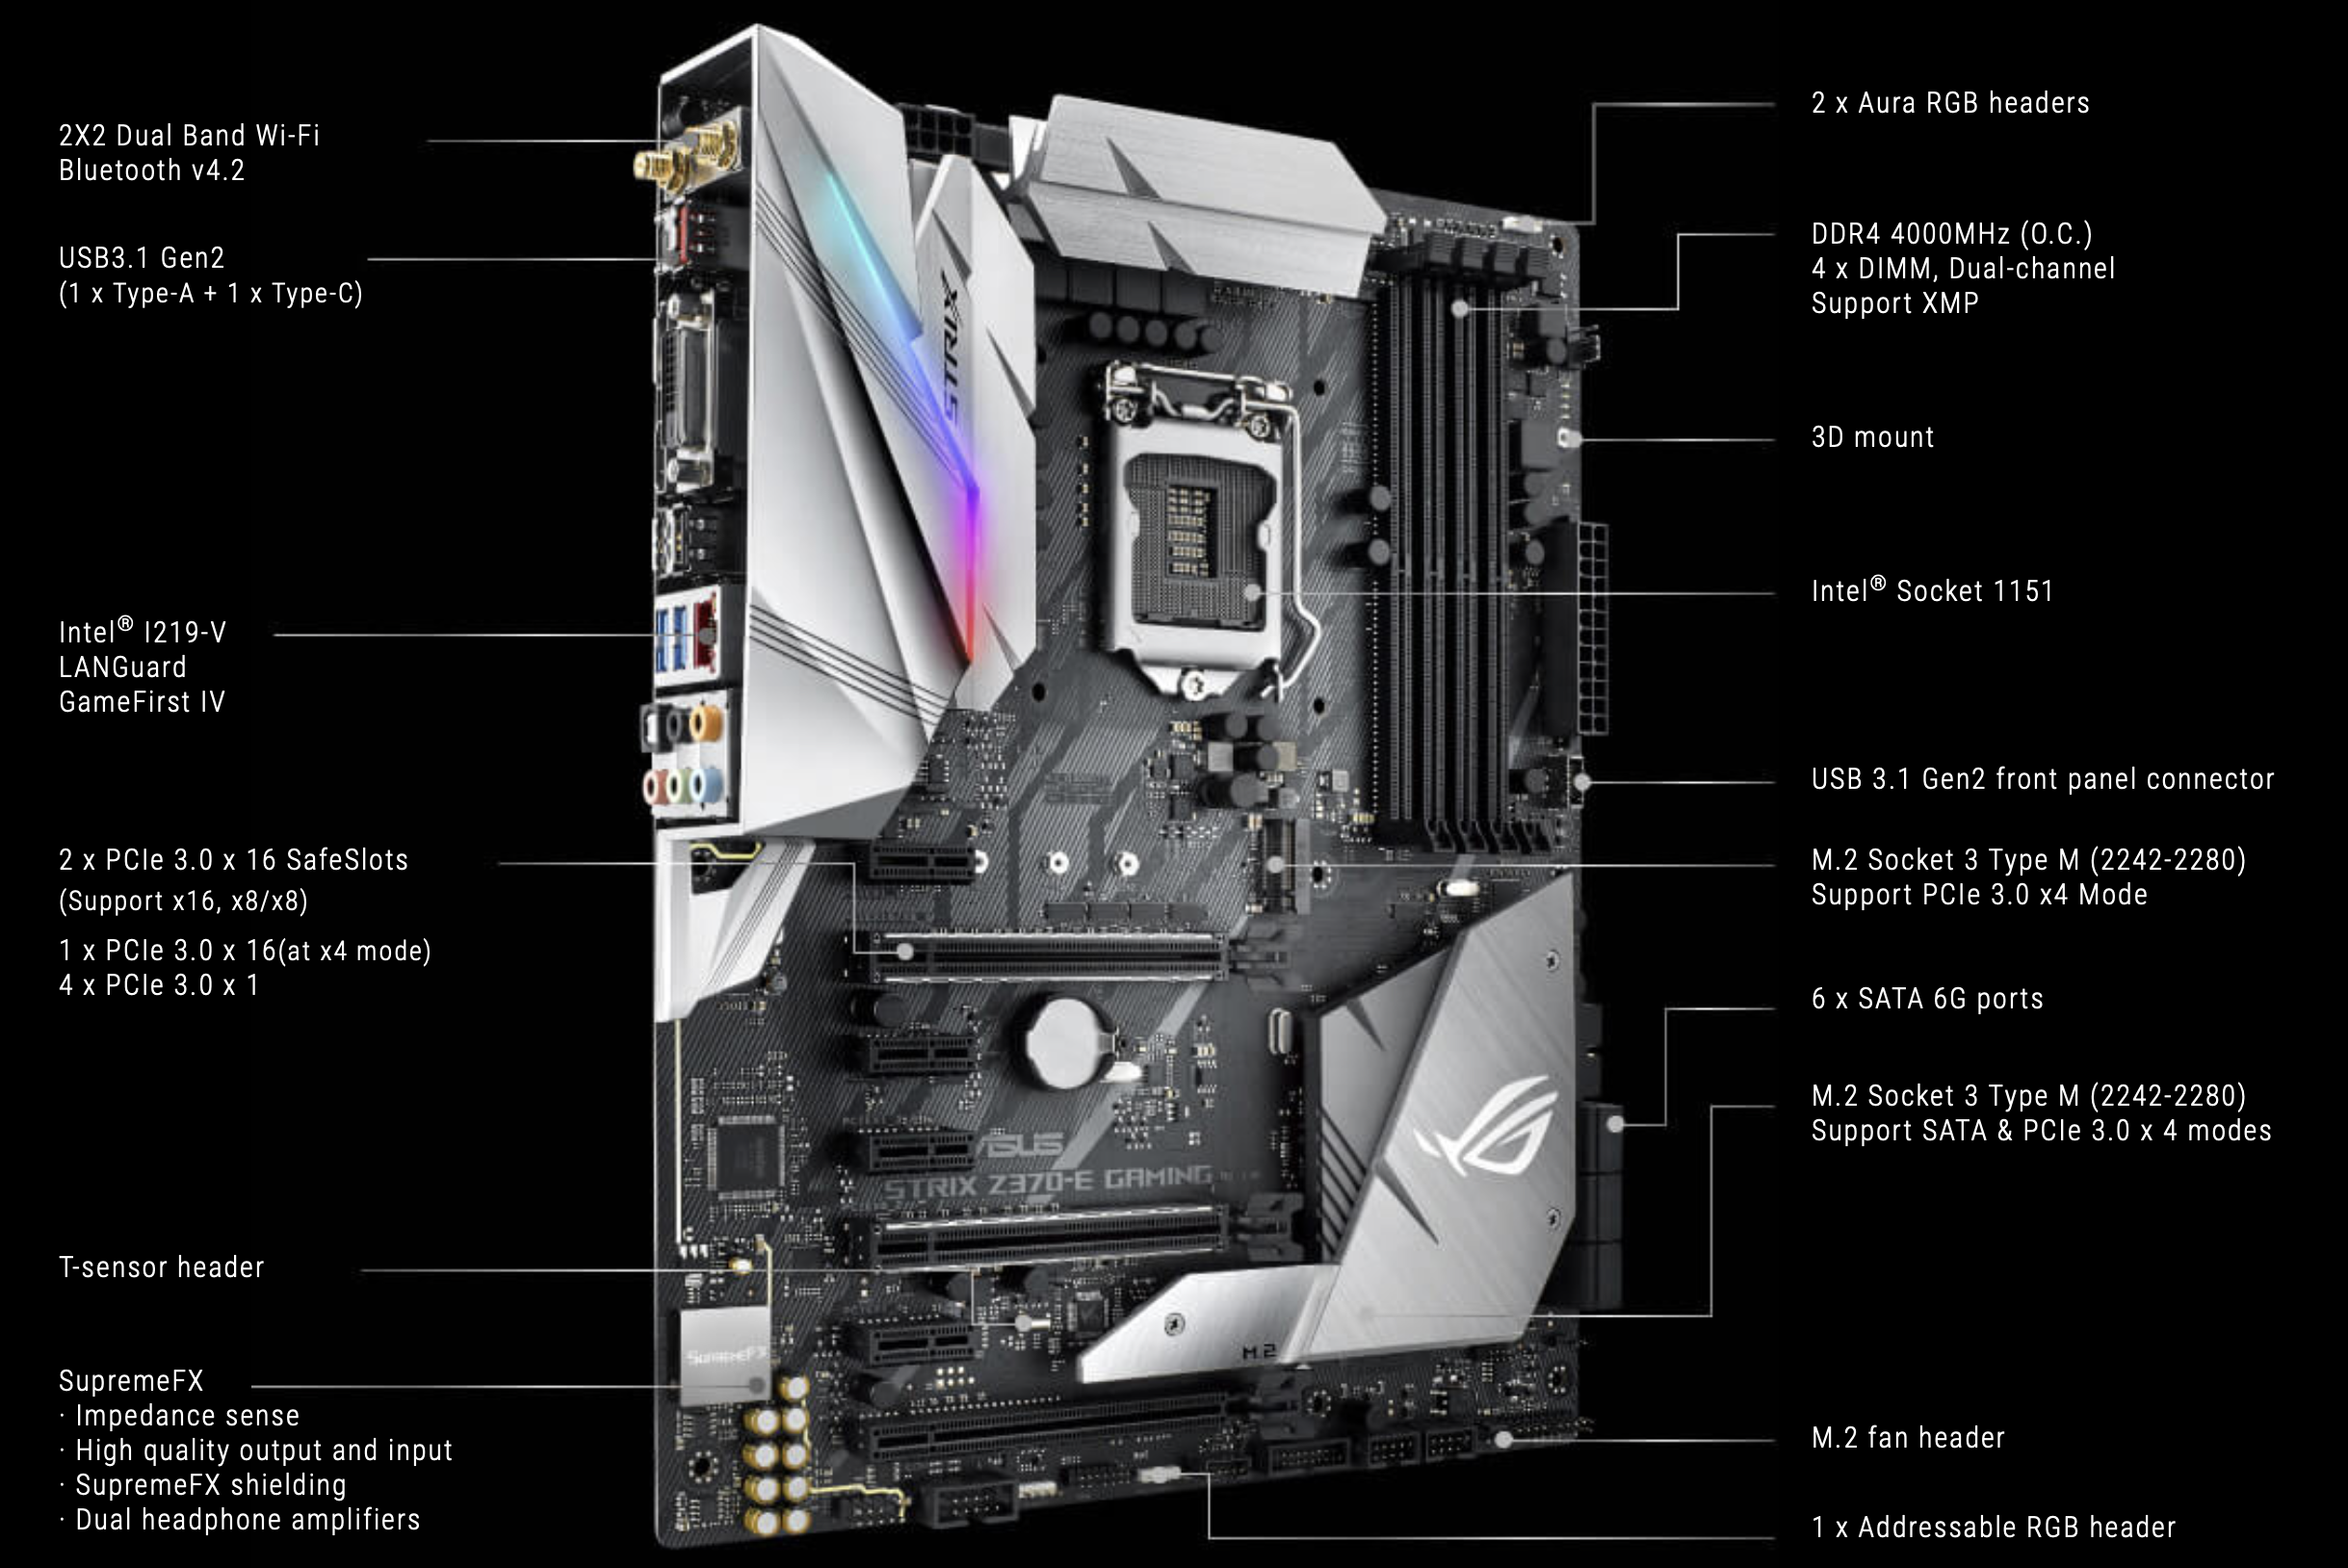 2X2 Dual Band Wi-Fi
Bluetooth v4.2
USB3.1 Gen2
(1 x Type-A + 1 x Type-C)
Intel® I219-V
LANGuard
GameFirst IV
2 x PCIe 3.0 x 16 SafeSlots
(Support x16, x8/x8)
1 x PCIe 3.0 x 16(at x4 mode)
4 x PCIe 3.0 x 1
T-sensor header
SupremeFX
· Impedance sense
· High quality output and input
· SupremeFX shielding
· Dual headphone amplifiers
STRIX
ASUS
STRIX Z370-E GAMING
SupremeFX
M.2
2 x Aura RGB headers
DDR4 4000MHz (O.C.)
4 x DIMM, Dual-channel
Support XMP
3D mount
Intel® Socket 1151
USB 3.1 Gen2 front panel connector
M.2 Socket 3 Type M (2242-2280)
Support PCIe 3.0 x4 Mode
6 x SATA 6G ports
M.2 Socket 3 Type M (2242-2280)
Support SATA & PCIe 3.0 x 4 modes
M.2 fan header
1 x Addressable RGB header